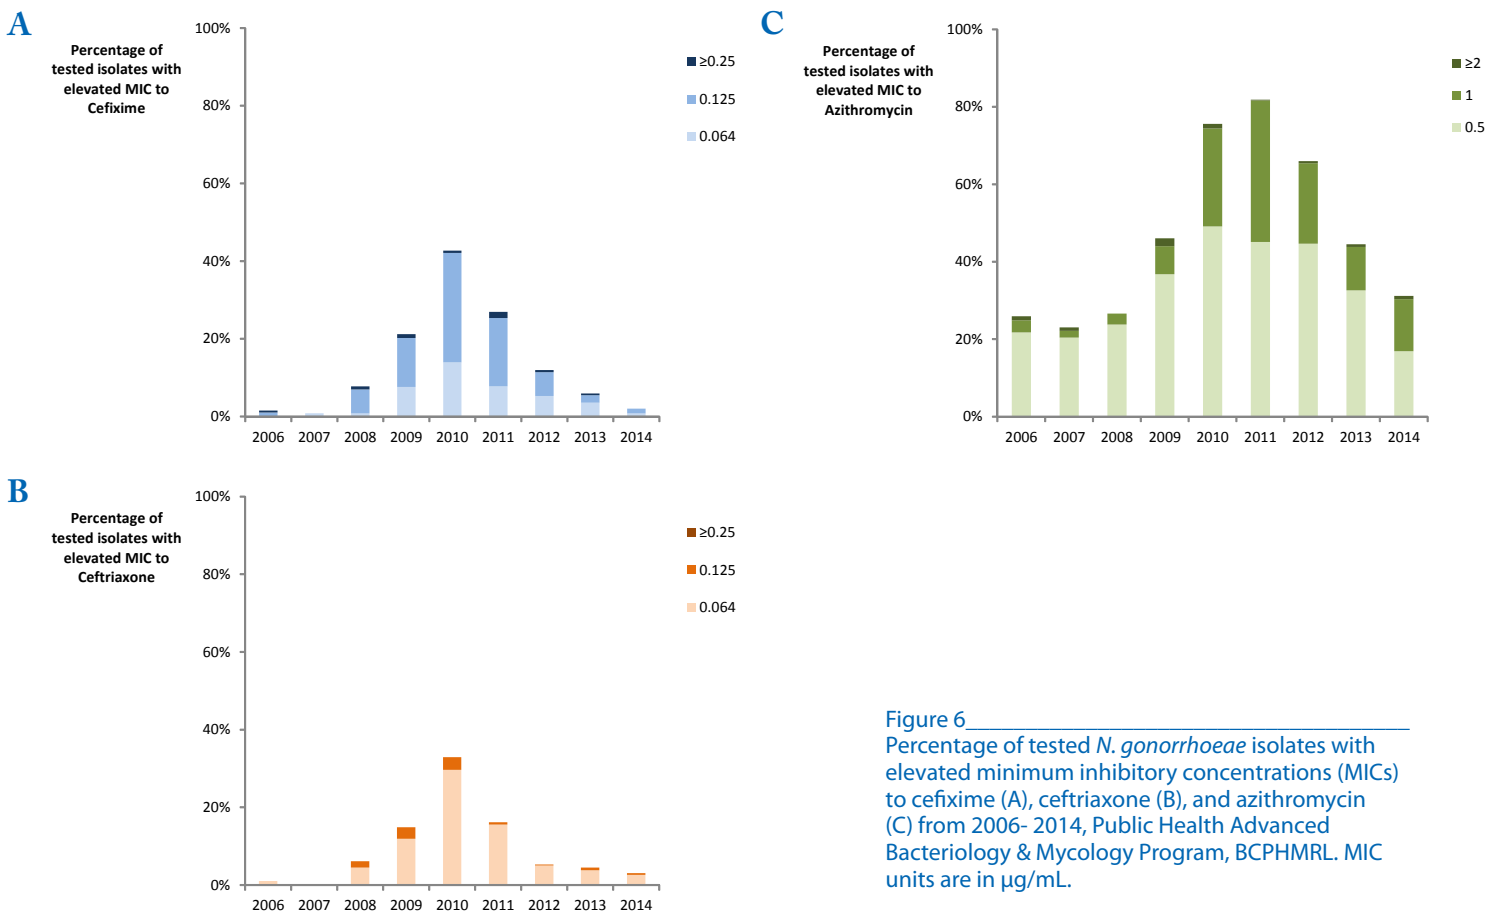 A
Percentage of
tested isolates with
elevated MIC to
Cefixime
100%
80%
60%
40%
20%
0%
2006 2007 2008 2009 2010 2011 2012 2013 2014
≥0.25
0.125
0.064
B
Percentage of
tested isolates with
elevated MIC to
Ceftriaxone
100%
80%
60%
40%
20%
0%
2006 2007 2008 2009 2010 2011 2012 2013 2014
≥0.25
0.125
0.064
C
Percentage of
tested isolates with
elevated MIC to
Azithromycin
100%
80%
60%
40%
20%
0%
2006 2007 2008 2009 2010 2011 2012 2013 2014
≥2
1
0.5
Figure 6
Percentage of tested N. gonorrhoeae isolates with
elevated minimum inhibitory concentrations (MICs)
to cefixime (A), ceftriaxone (B), and azithromycin
(C) from 2006- 2014, Public Health Advanced
Bacteriology & Mycology Program, BCPHMRL. MIC
units are in µg/mL.